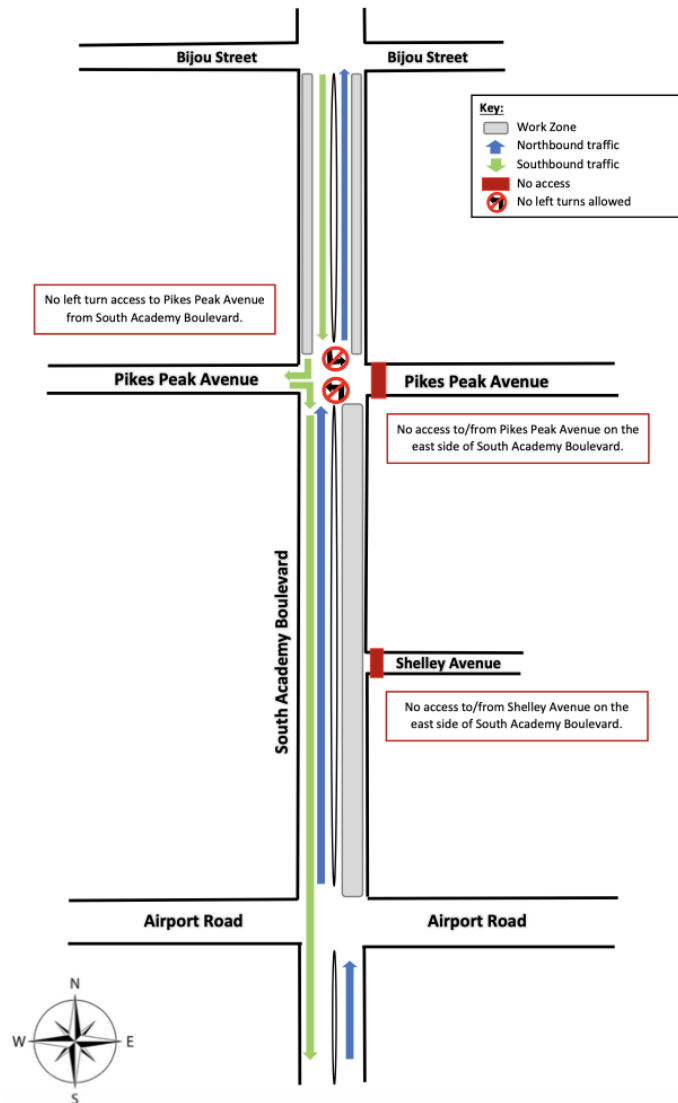 Bijou Street
Bijou Street
Key:
Work Zone
Northbound traffic
Southbound traffic
No access
No left turns allowed
No left turn access to Pikes Peak Avenue
from South Academy Boulevard.
Pikes Peak Avenue
Pikes Peak Avenue
No access to/from Pikes Peak Avenue on the
east side of South Academy Boulevard.
South Academy Boulevard
Shelley Avenue
No access to/from Shelley Avenue on the
east side of South Academy Boulevard.
Airport Road
Airport Road
N
W
E
S